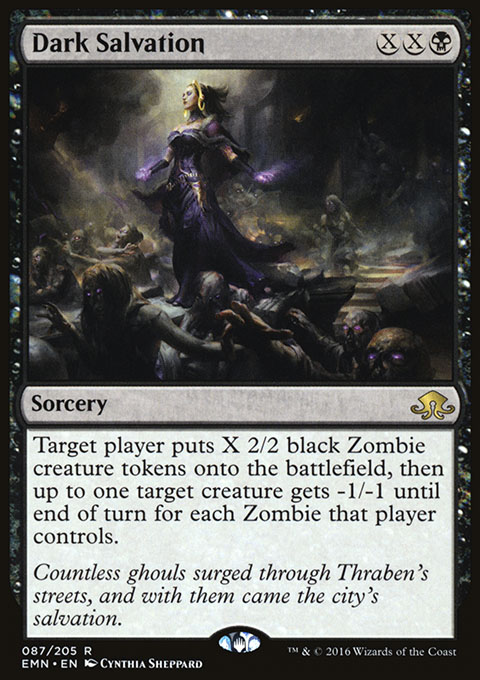 Dark Salvation XX
Sorcery
Target player puts X 2/2 black Zombie
creature tokens onto the battlefield, then
up to one target creature gets -1/-1 until
end of turn for each Zombie that player
controls.
Countless ghouls surged through Thraben's
streets, and with them came the city's
salvation.
087/205 R
EMN • EN Cynthia Sheppard
™ & © 2016 Wizards of the Coast